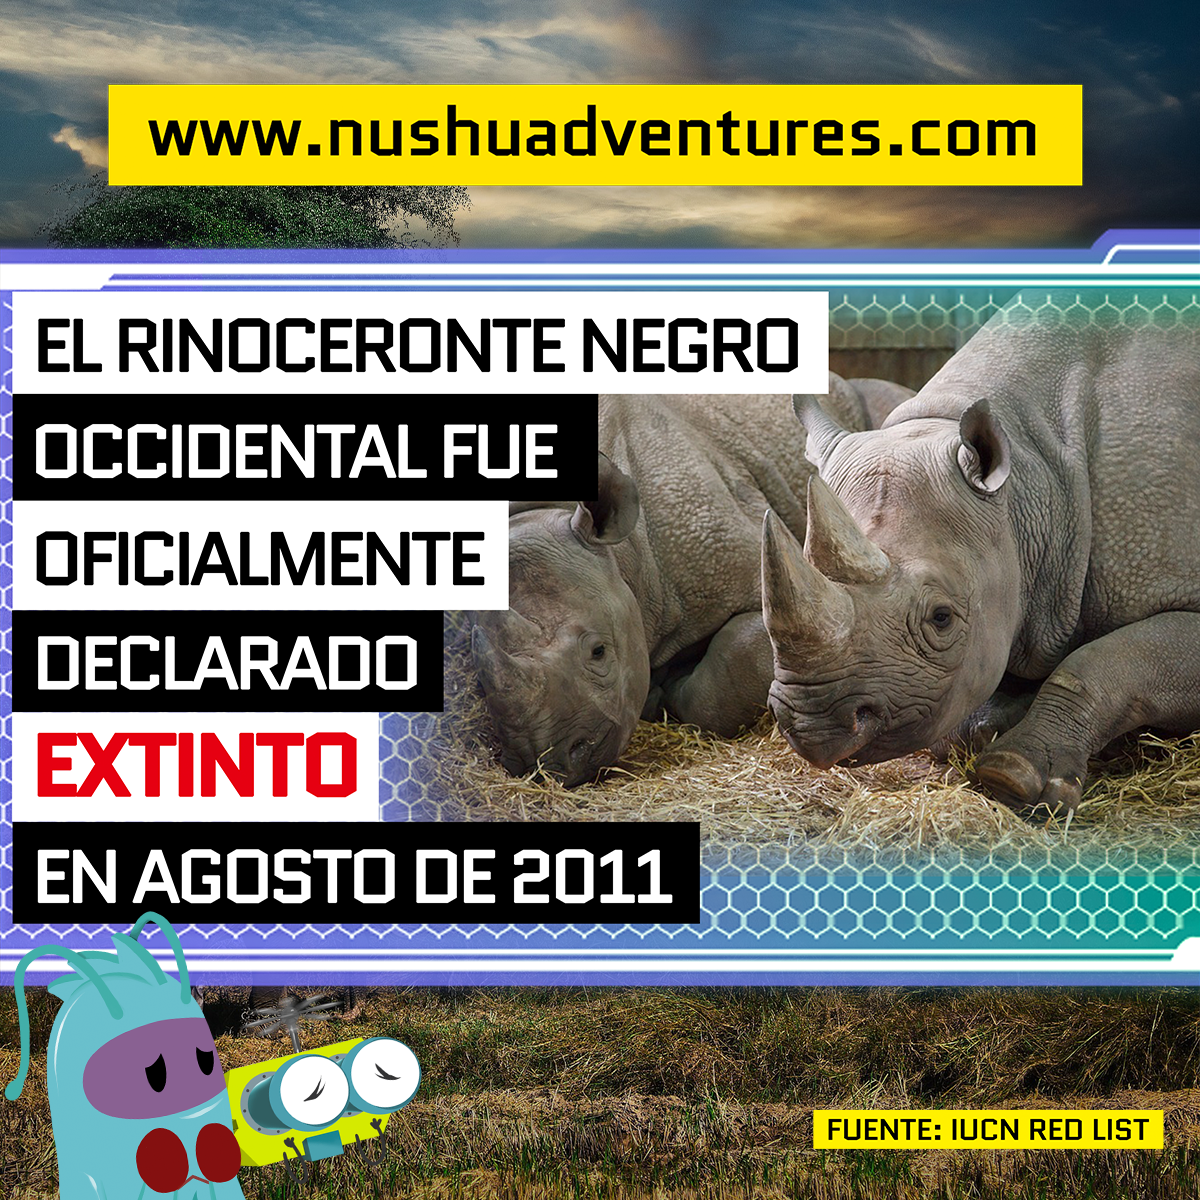 www.nushuadventures.com
EL RINOCERONTE NEGRO
OCCIDENTAL FUE
OFICIALMENTE
DECLARADO
EXTINTO
EN AGOSTO DE 2011
FUENTE: IUCN RED LIST